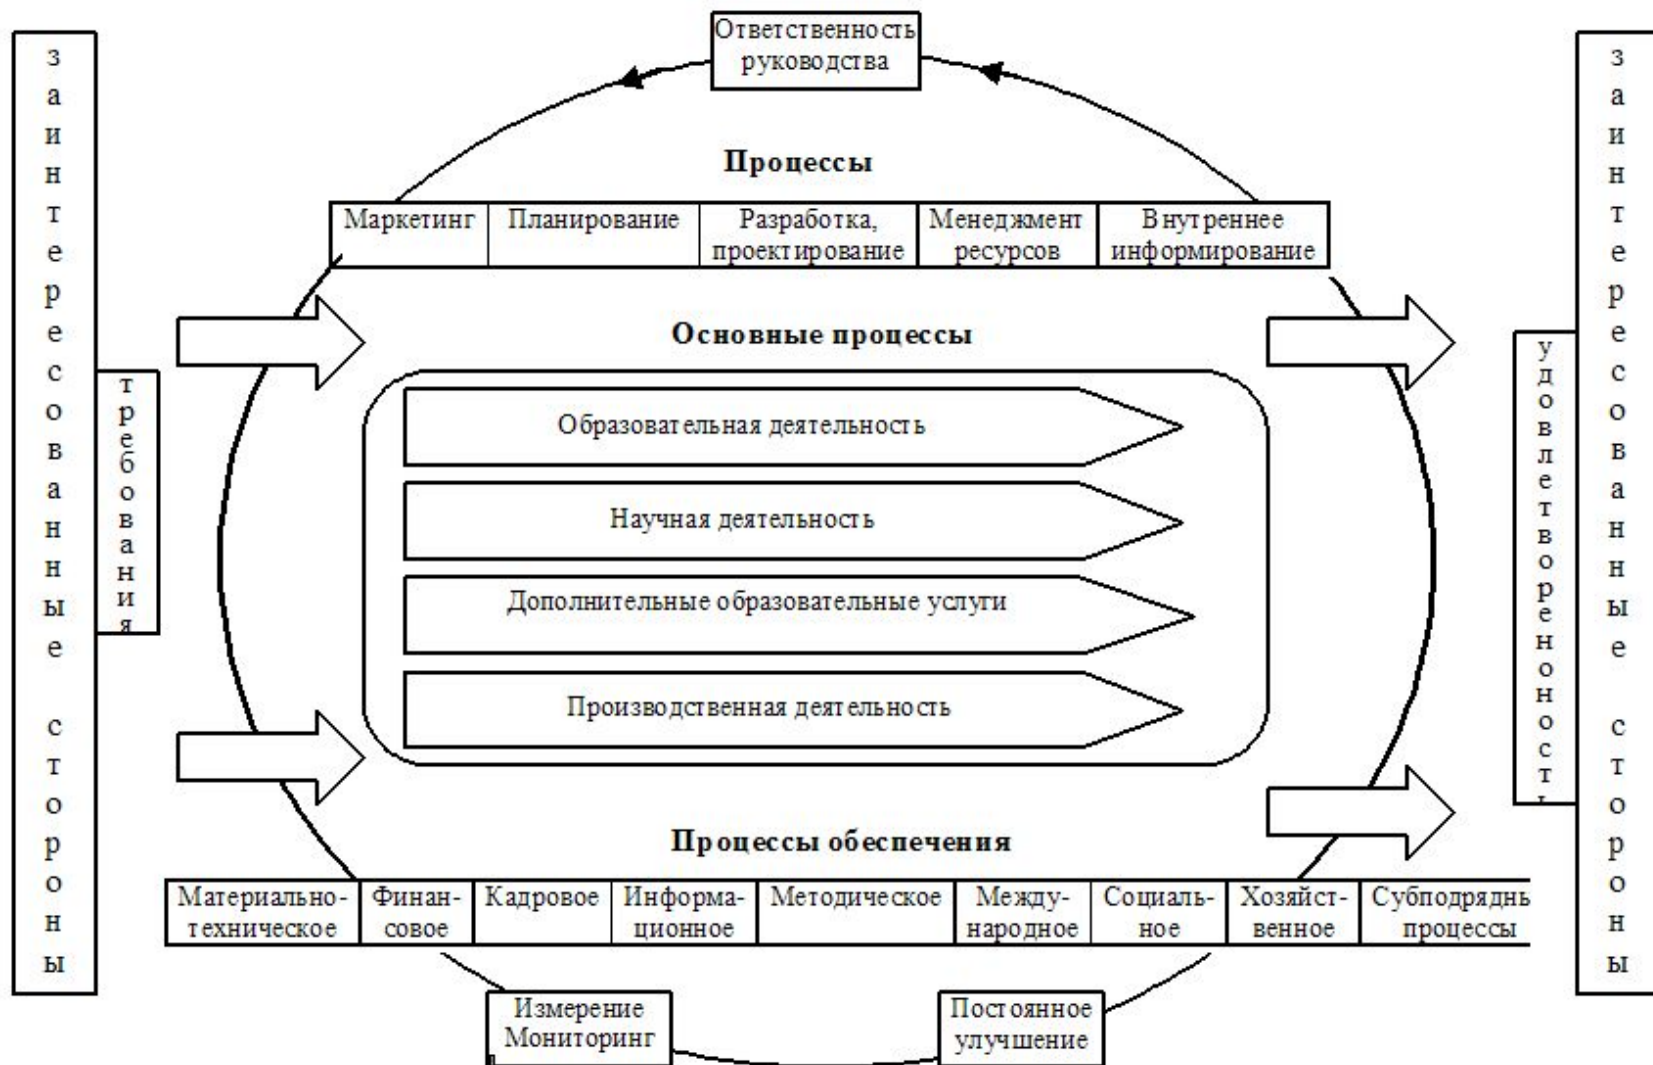 Ответственность
руководства
заинтересованные стороны
требования
Процессы
Маркетинг
Планирование
Разработка,
проектирование
Менеджмент
ресурсов
Внутреннее
информирование
Основные процессы
Образовательная деятельность
Научная деятельность
Дополнительные образовательные услуги
Производственная деятельность
Процессы обеспечения
Материально-
техническое
Финан-
совое
Кадровое
Информа-
ционное
Методическое
Между-
народное
Социаль-
ное
Хозяйст-
венное
Субподрядны
процессы
Измерение
Мониторинг
Постоянное
улучшение
удовлетворенность
заинтересованные стороны